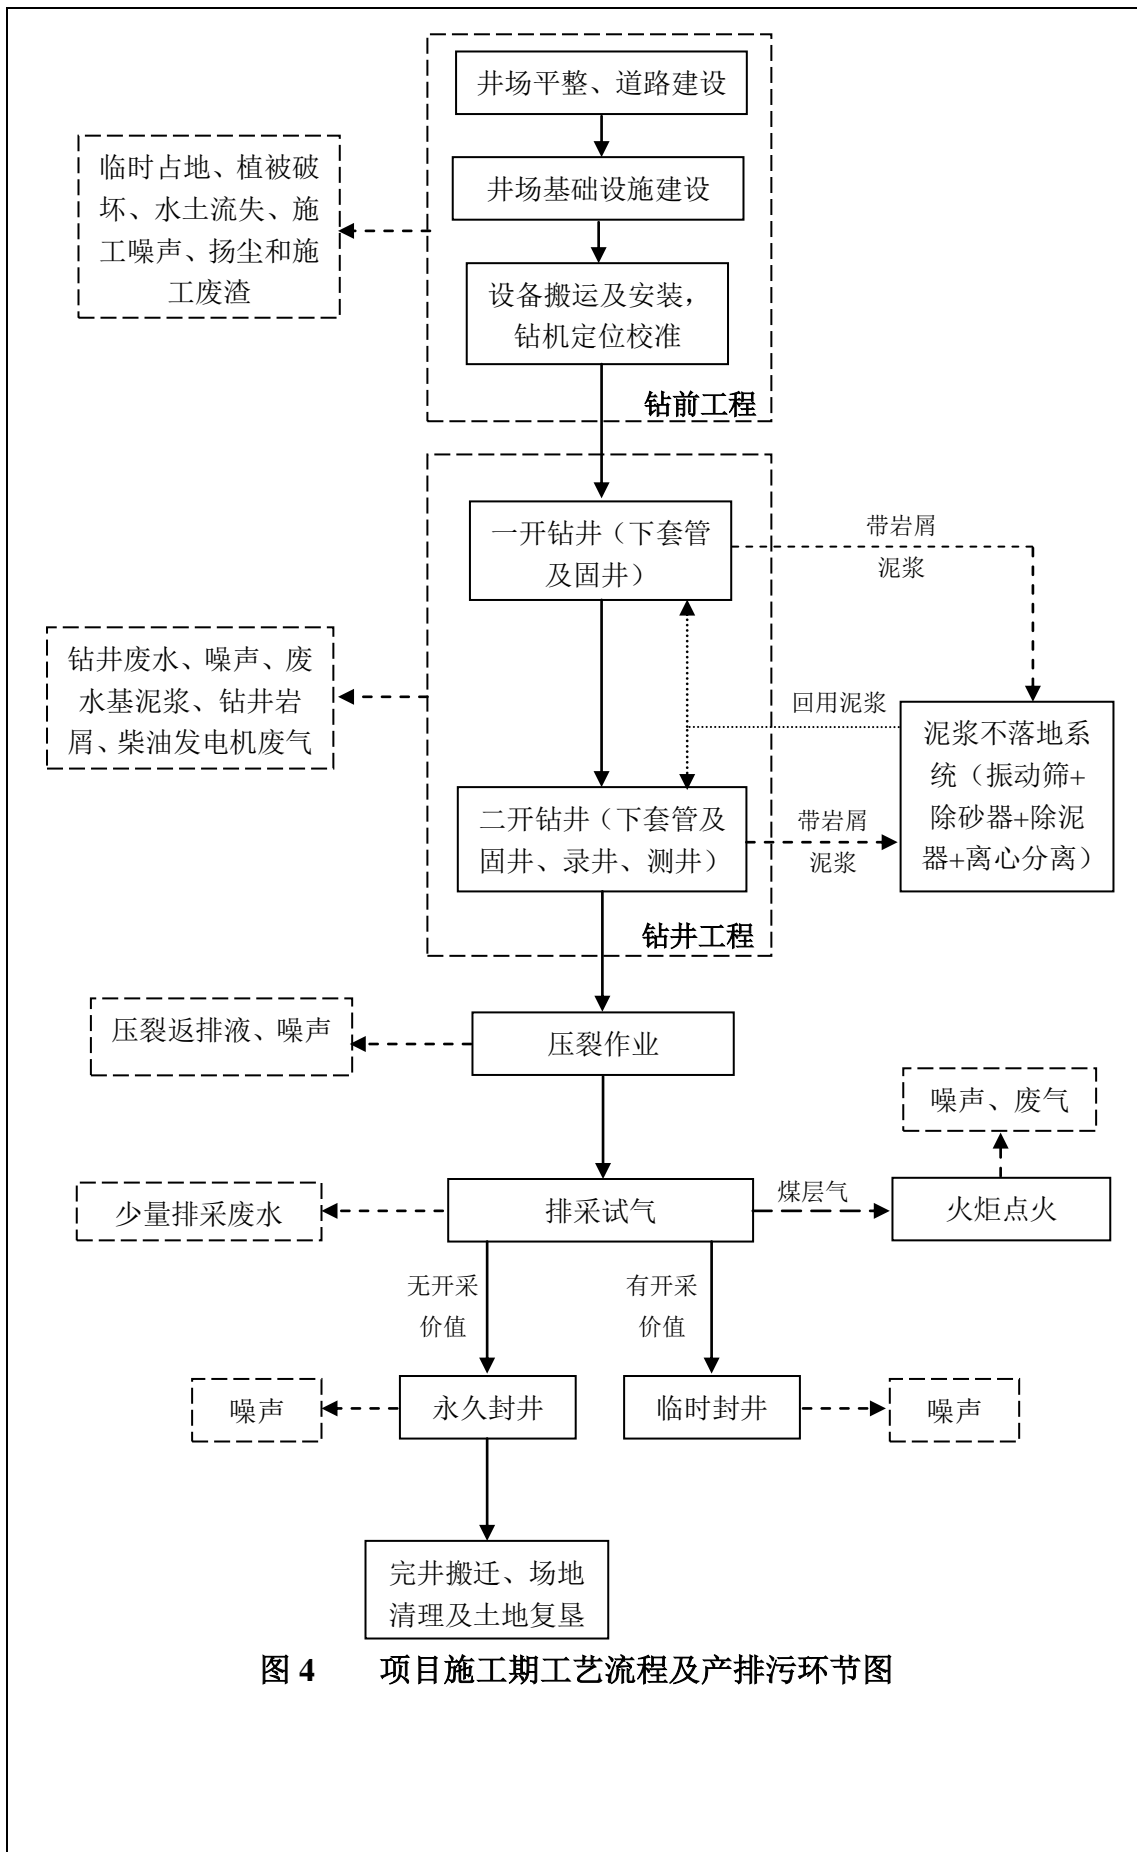 井场平整、道路建设
临时占地、植被破
坏、水土流失、施
工噪声、扬尘和施
工废渣
井场基础设施建设
设备搬运及安装，
钻机定位校准
钻前工程
一开钻井（下套管
及固井）
带岩屑
泥浆
钻井废水、噪声、废
水基泥浆、钻井岩
屑、柴油发电机废气
回用泥浆
泥浆不落地系
统（振动筛+
除砂器+除泥
器+离心分离）
二开钻井（下套管及
固井、录井、测井）
带岩屑
泥浆
钻井工程
压裂返排液、噪声
压裂作业
噪声、废气
少量排采废水
排采试气
煤层气
火炬点火
无开采
价值
有开采
价值
噪声
永久封井
临时封井
噪声
完井搬迁、场地
清理及土地复垦
图 4 项目施工期工艺流程及产排污环节图